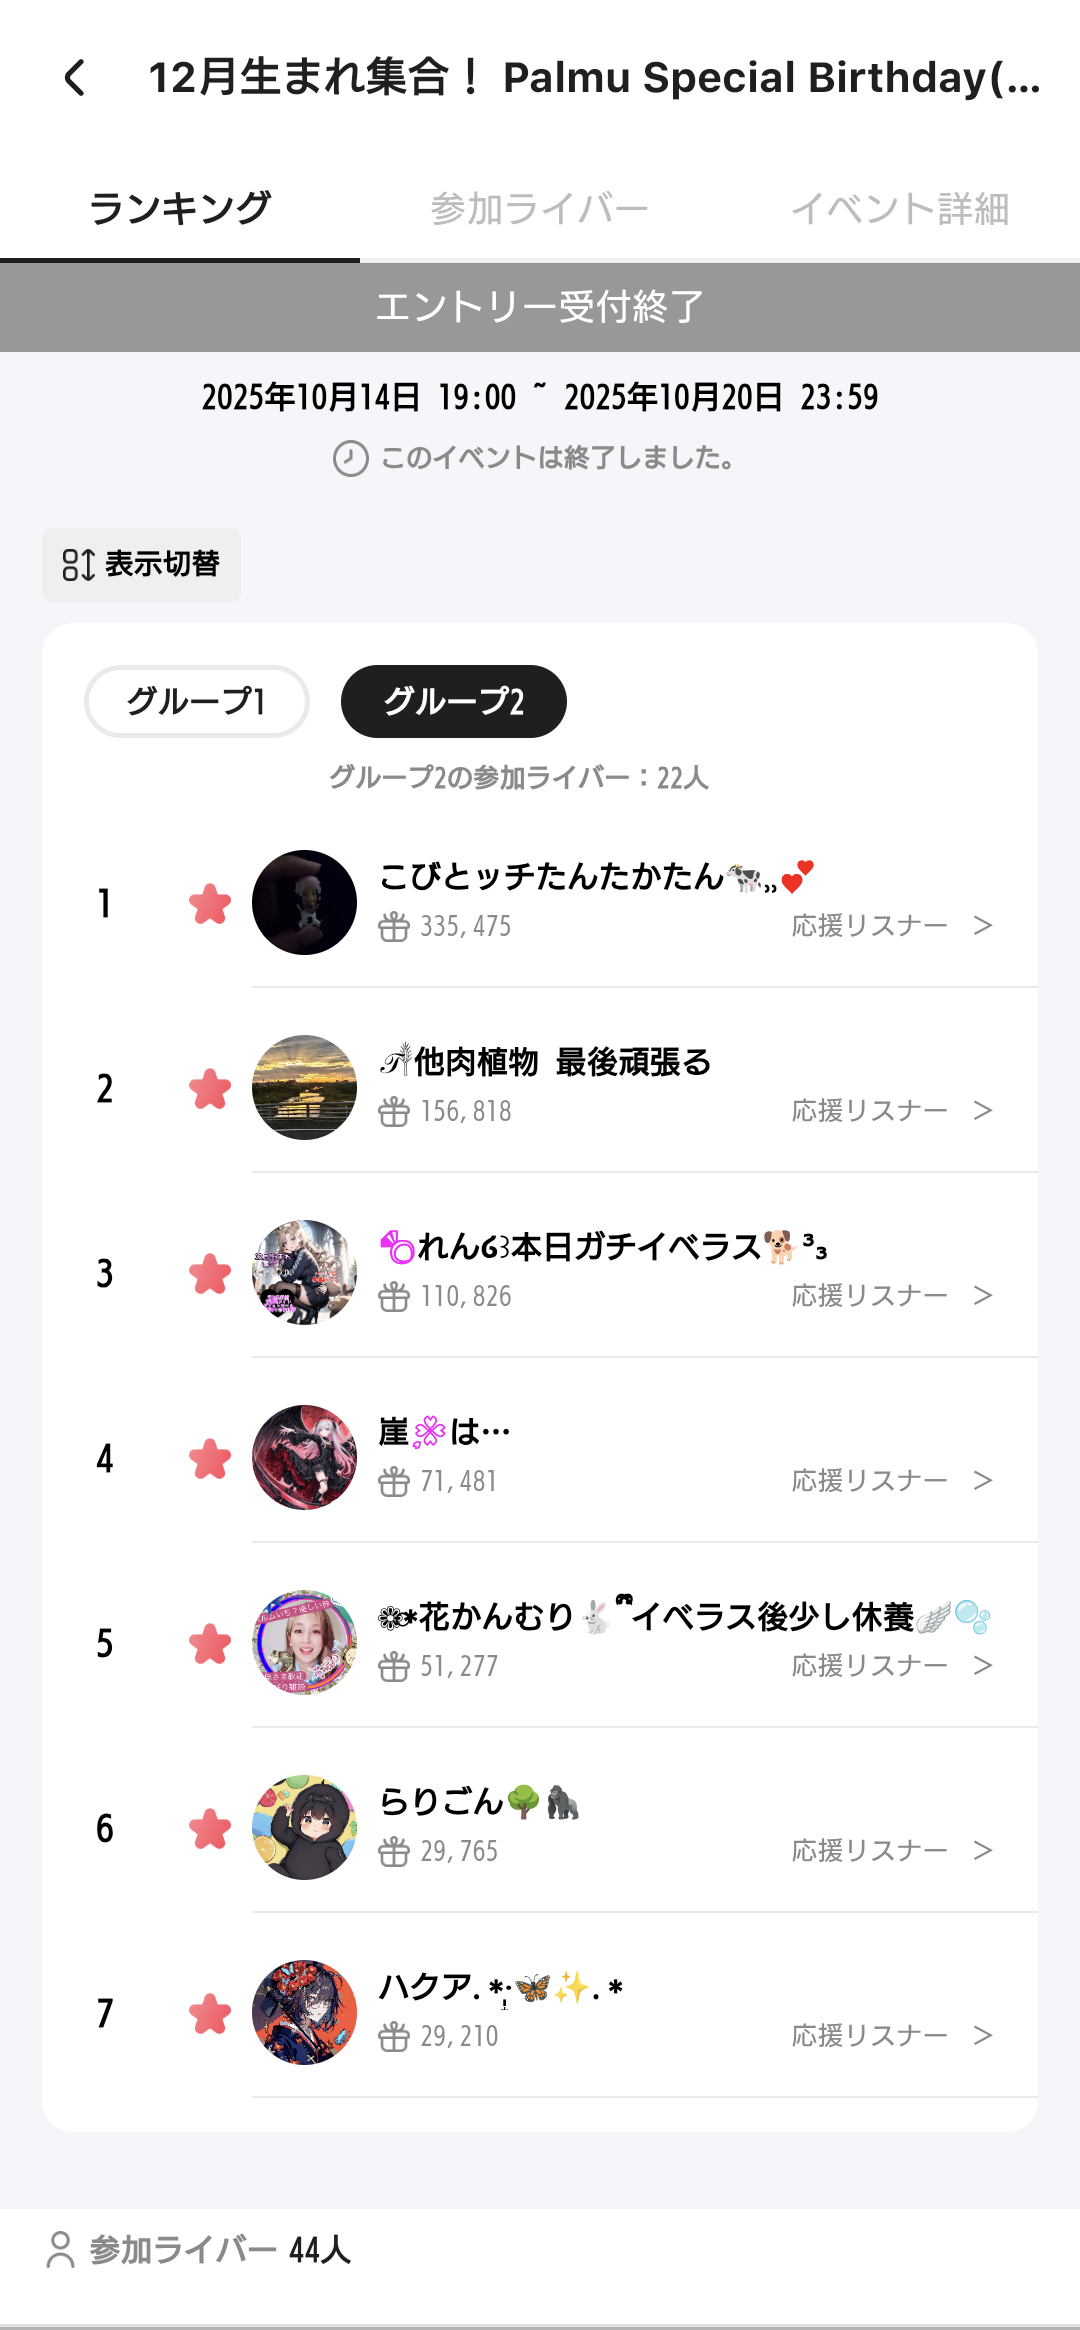 12月生まれ集合！ Palmu Special Birthday(...
ランキング 参加ライバー イベント詳細
エントリー受付終了
2025年10月14日 19:00 ~ 2025年10月20日 23:59
このイベントは終了しました。
表示切替
グループ1 グループ2
グループ2の参加ライバー：22人
1 こびとッチたんたかたん🐄,,💕
335,475 応援リスナー >
2 𝒯𓇣他肉植物 最後頑張る
156,818 応援リスナー >
3 💍れん໒꒱本日ガチイベラス🐕³₃
110,826 応援リスナー >
4 崖🍀は…
71,481 応援リスナー >
5 ❁*花かんむり🐇イベラス後少し休養🪽🫧
51,277 応援リスナー >
6 らりごん🌳🦍
29,765 応援リスナー >
7 ハクア.*·̩͙🦋✨.*
29,210 応援リスナー >
参加ライバー 44人